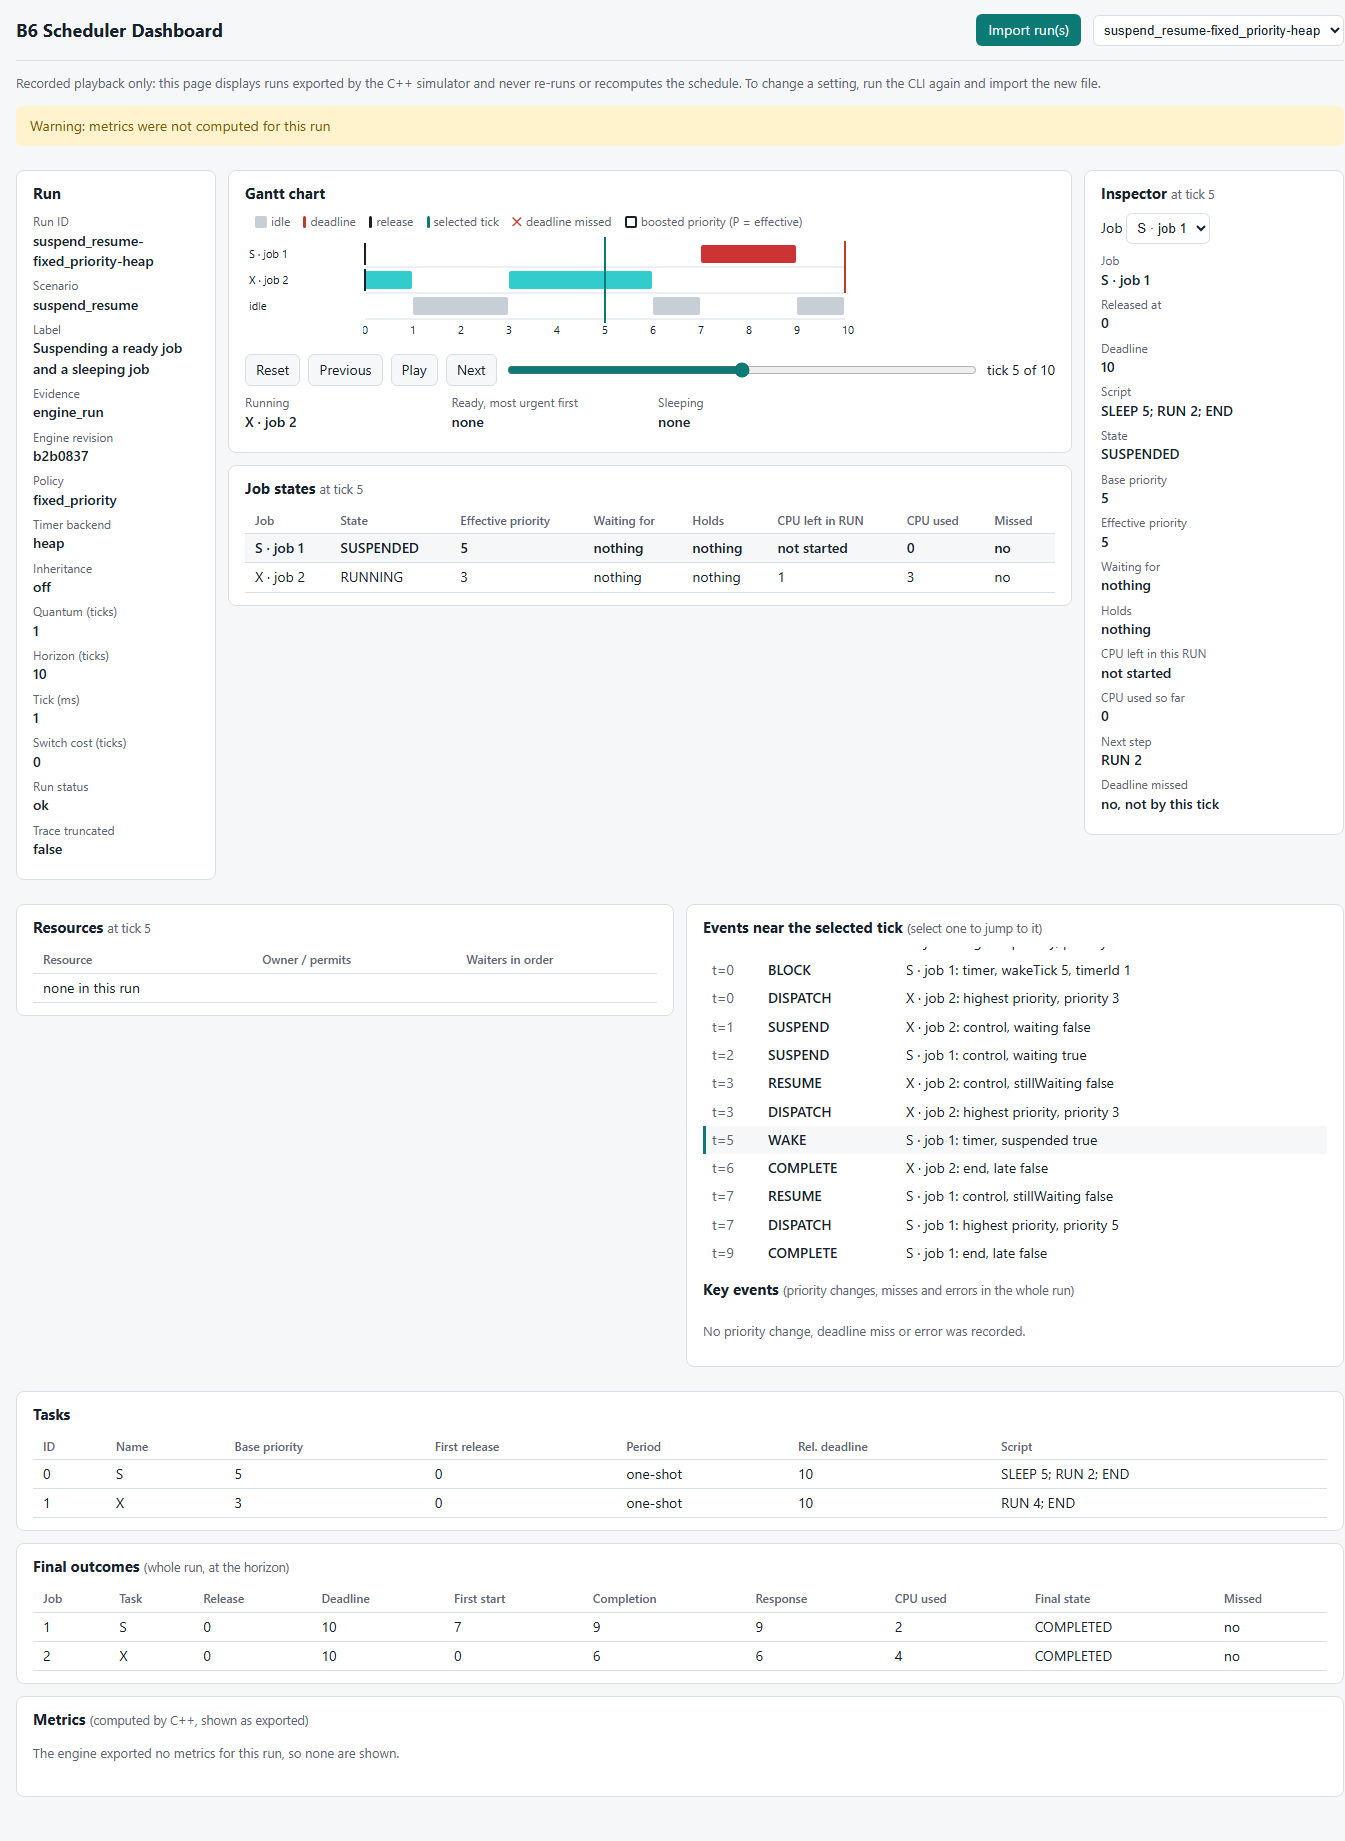 B6 Scheduler Dashboard
Import run(s)
suspend_resume-fixed_priority-heap
Recorded playback only: this page displays runs exported by the C++ simulator and never re-runs or recomputes the schedule. To change a setting, run the CLI again and import the new file.
Warning: metrics were not computed for this run
Run
Run ID
suspend_resume-
fixed_priority-heap
Scenario
suspend_resume
Label
Suspending a ready job
and a sleeping job
Evidence
engine_run
Engine revision
b2b0837
Policy
fixed_priority
Timer backend
heap
Inheritance
off
Quantum (ticks)
1
Horizon (ticks)
10
Tick (ms)
1
Switch cost (ticks)
0
Run status
ok
Trace truncated
false
Gantt chart
idle deadline release selected tick deadline missed boosted priority (P = effective)
S · job 1
X · job 2
idle
0 1 2 3 4 5 6 7 8 9 10
Reset Previous Play Next tick 5 of 10
Running Ready, most urgent first Sleeping
X · job 2 none none
Job states at tick 5
Job State Effective priority Waiting for Holds CPU left in RUN CPU used Missed
S · job 1 SUSPENDED 5 nothing nothing not started 0 no
X · job 2 RUNNING 3 nothing nothing 1 3 no
Inspector at tick 5
Job S · job 1
Job
S · job 1
Released at
0
Deadline
10
Script
SLEEP 5; RUN 2; END
State
SUSPENDED
Base priority
5
Effective priority
5
Waiting for
nothing
Holds
nothing
CPU left in this RUN
not started
CPU used so far
0
Next step
RUN 2
Deadline missed
no, not by this tick
Resources at tick 5
Resource Owner / permits Waiters in order
none in this run
Events near the selected tick (select one to jump to it)
t=0 BLOCK S · job 1: timer, wakeTick 5, timerId 1
t=0 DISPATCH X · job 2: highest priority, priority 3
t=1 SUSPEND X · job 2: control, waiting false
t=2 SUSPEND S · job 1: control, waiting true
t=3 RESUME X · job 2: control, stillWaiting false
t=3 DISPATCH X · job 2: highest priority, priority 3
t=5 WAKE S · job 1: timer, suspended true
t=6 COMPLETE X · job 2: end, late false
t=7 RESUME S · job 1: control, stillWaiting false
t=7 DISPATCH S · job 1: highest priority, priority 5
t=9 COMPLETE S · job 1: end, late false
Key events (priority changes, misses and errors in the whole run)
No priority change, deadline miss or error was recorded.
Tasks
ID Name Base priority First release Period Rel. deadline Script
0 S 5 0 one-shot 10 SLEEP 5; RUN 2; END
1 X 3 0 one-shot 10 RUN 4; END
Final outcomes (whole run, at the horizon)
Job Task Release Deadline First start Completion Response CPU used Final state Missed
1 S 0 10 7 9 9 2 COMPLETED no
2 X 0 10 0 6 6 4 COMPLETED no
Metrics (computed by C++, shown as exported)
The engine exported no metrics for this run, so none are shown.